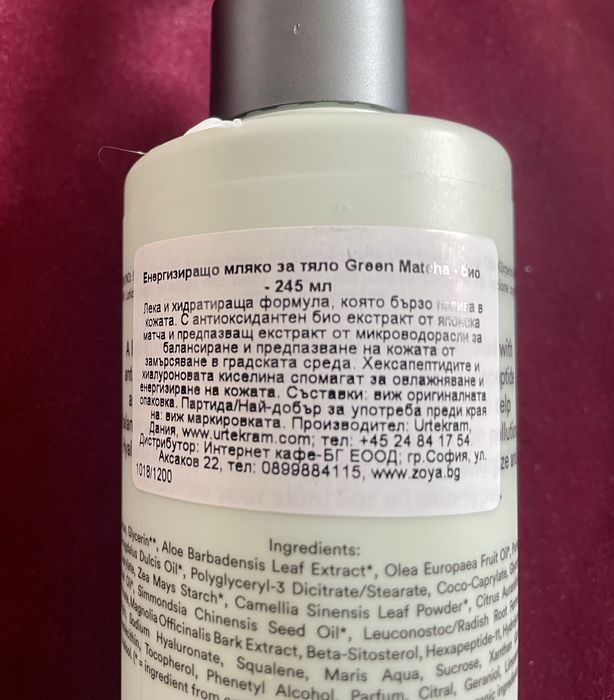 Енергизиращо мляко за тяло Green Matcha - био
- 245 мл
Лека и хидратираща формула, която бързо попива в
кожата. С антиоксидантен био екстракт от японска
матча и предпазващ екстракт от микроводорасли за
балансиране и предпазване на кожата от
замърсяване в градската среда. Хексапептидите и
хиалуроновата киселина спомагат за овлажняване и
енергизиране на кожата. Съставки: виж оригиналната
опаковка. Партида/Най-добър за употреба преди края
на: виж маркировката. Производител: Urtekram,
Дания, www.urtekram.com; тел: +45 24 84 17 54.
Дистрибутор: Интернет кафе-БГ ЕООД; гр.София, ул.
Аксаков 22, тел: 0899884115, www.zoya.bg
1018/1200
with
Ingredients:
Glycerin**, Aloe Barbadensis Leaf Extract*, Olea Europaea Fruit Oil*,
Dulcis Oil*, Polyglyceryl-3 Dicitrate/Stearate, Coco-Caprylate,
Zea Mays Starch*, Camellia Sinensis Leaf Powder*, Citrus
Oil*, Simmondsia Chinensis Seed Oil*, Leuconostoc/Radish Root
Magnolia Officinalis Bark Extract, Beta-Sitosterol, Hexapeptide-11,
Sodium Hyaluronate, Squalene, Maris Aqua, Sucrose, Xanthan
Tocopherol, Phenetyl Alcohol, Parfum, Citral, Geraniol,
(* = ingredient from